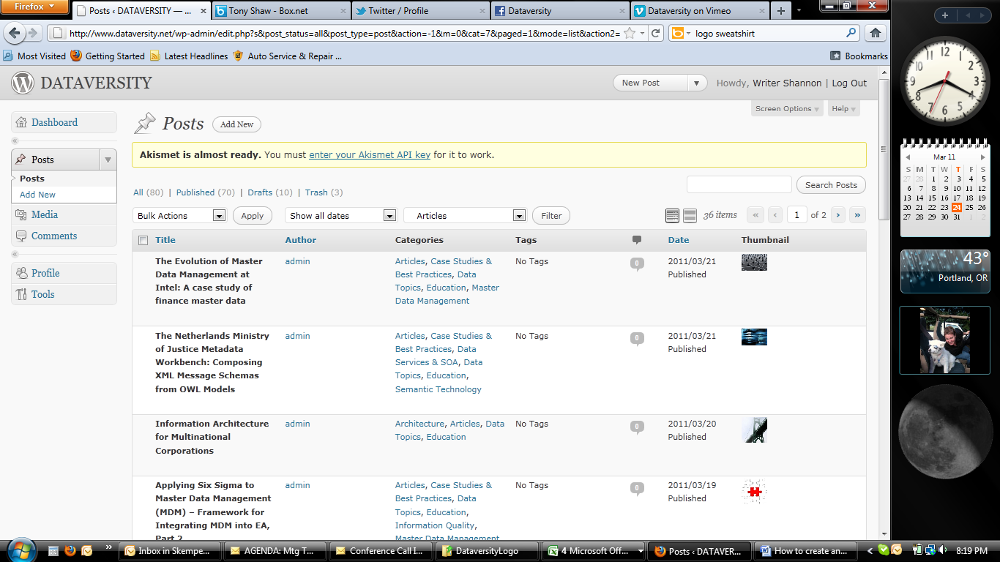 Firefox
Posts ‹ DATAVERSITY — ...
Tony Shaw - Box.net
Twitter / Profile
Dataversity
Dataversity on Vimeo
http://www.dataversity.net/wp-admin/edit.php?s&post_status=all&post_type=post&action=-1&m=0&cat=7&paged=1&mode=list&action2=
logo sweatshirt
Most Visited
Getting Started
Latest Headlines
Auto Service & Repair ...
Bookmarks
DATAVERSITY
New Post
Howdy, Writer Shannon | Log Out
Screen Options
Help
Dashboard
Posts
Posts
Add New
Media
Comments
Profile
Tools
Posts
Add New
Akismet is almost ready. You must enter your Akismet API key for it to work.
All (80) | Published (70) | Drafts (10) | Trash (3)
Search Posts
Bulk Actions
Apply
Show all dates
Articles
Filter
36 items
«
‹
1
of 2
›
»
Title
Author
Categories
Tags
Date
Thumbnail
The Evolution of Master
Data Management at
Intel: A case study of
finance master data
admin
Articles, Case Studies &
Best Practices, Data
Topics, Education, Master
Data Management
No Tags
0
2011/03/21
Published
The Netherlands Ministry
of Justice Metadata
Workbench: Composing
XML Message Schemas
from OWL Models
admin
Articles, Case Studies &
Best Practices, Data
Services & SOA, Data
Topics, Education,
Semantic Technology
No Tags
0
2011/03/21
Published
Information Architecture
for Multinational
Corporations
admin
Architecture, Articles, Data
Topics, Education
No Tags
0
2011/03/20
Published
Applying Six Sigma to
Master Data Management
(MDM) – Framework for
Integrating MDM into EA,
Part 2
admin
Articles, Case Studies &
Best Practices, Data
Topics, Education,
Information Quality,
Master Data Management
No Tags
0
2011/03/19
Published
12
1
2
3
4
5
6
7
8
9
10
11
Mar 11
S M T W T F S
27 28 1 2 3 4 5
6 7 8 9 10 11 12
13 14 15 16 17 18 19
20 21 22 23 24 25 26
27 28 29 30 31 1 2
43°
Portland, OR
Inbox in Skempe...
AGENDA: Mtg T...
Conference Call I...
DataversityLogo
4 Microsoft Off...
Posts ‹ DATAVER...
How to create an...
8:19 PM